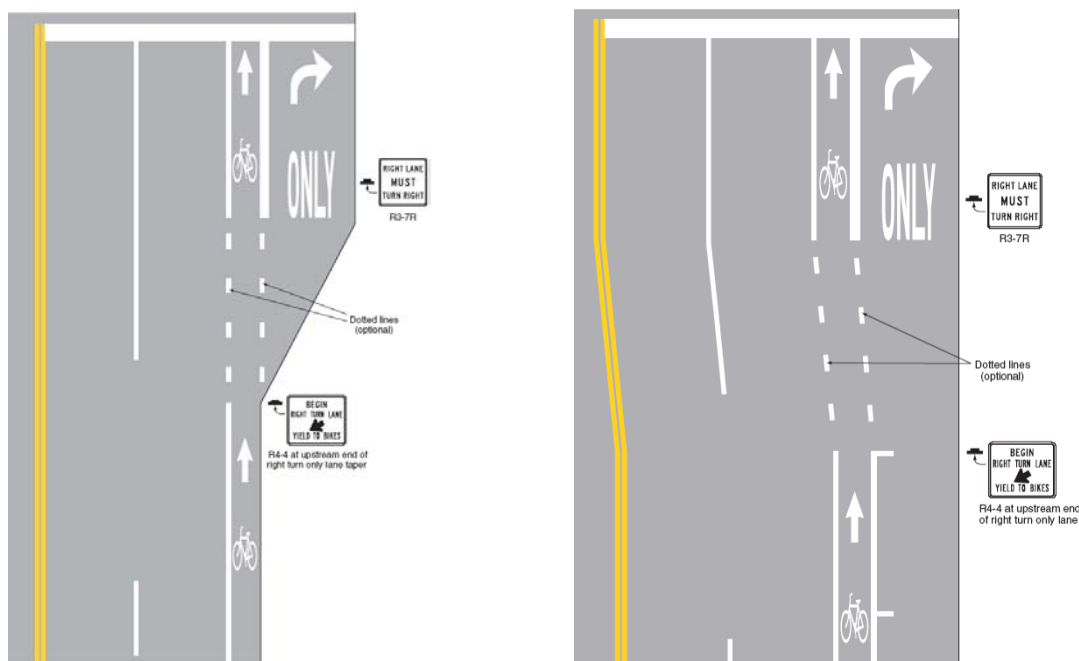 ONLY
RIGHT LANE
MUST
TURN RIGHT
R3-7R
Dotted lines
(optional)
BEGIN
RIGHT TURN LANE
YIELD TO BIKES
R4-4 at upstream end of
right turn only lane taper
ONLY
RIGHT LANE
MUST
TURN RIGHT
R3-7R
Dotted lines
(optional)
BEGIN
RIGHT TURN LANE
YIELD TO BIKES
R4-4 at upstream end
of right turn only lane